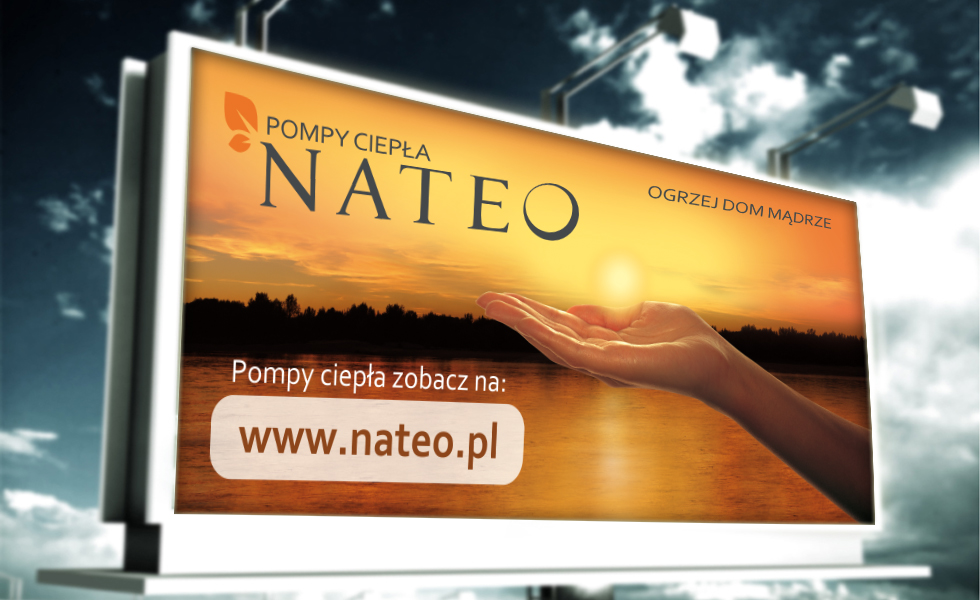 POMPY CIEPŁA
NATEO
OGRZEJ DOM MĄDRZE
Pompy ciepła zobacz na:
www.nateo.pl